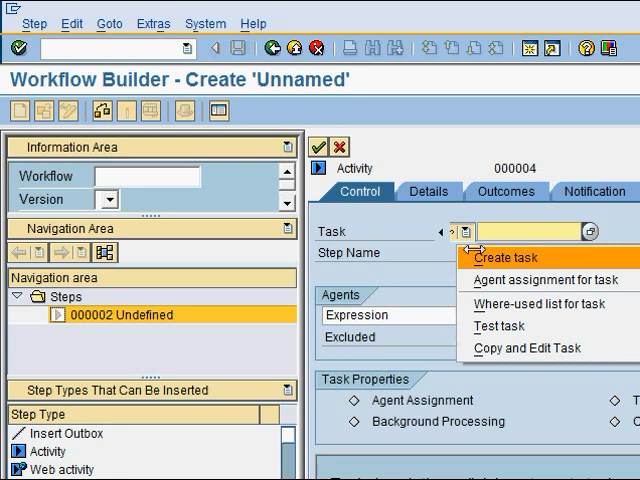 Step Edit Goto Extras System Help
Workflow Builder - Create 'Unnamed'
Information Area
Workflow
Version
Navigation Area
Navigation area
Steps
000002 Undefined
Step Types That Can Be Inserted
Step Type
Insert Outbox
Activity
Web activity
Activity 000004
Control Details Outcomes Notification
Task
Step Name
Create task
Agent assignment for task
Where-used list for task
Test task
Copy and Edit Task
Agents
Expression
Excluded
Task Properties
Agent Assignment
Background Processing